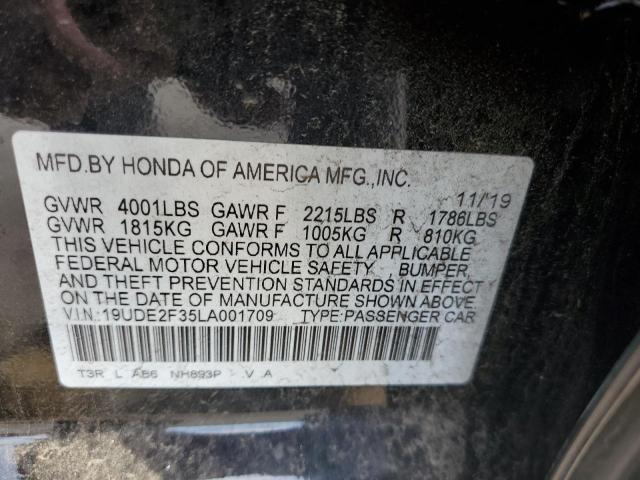 MFD.BY HONDA OF AMERICA MFG.,INC.
11/19
GVWR 4001LBS GAWR F 2215LBS R 1786LBS
GVWR 1815KG GAWR F 1005KG R 810KG
THIS VEHICLE CONFORMS TO ALL APPLICABLE
FEDERAL MOTOR VEHICLE SAFETY, BUMPER,
AND THEFT PREVENTION STANDARDS IN EFFECT
ON THE DATE OF MANUFACTURE SHOWN ABOVE.
VIN:19UDE2F35LA001709 TYPE:PASSENGER CAR
T3R L AB6 NH893P V A